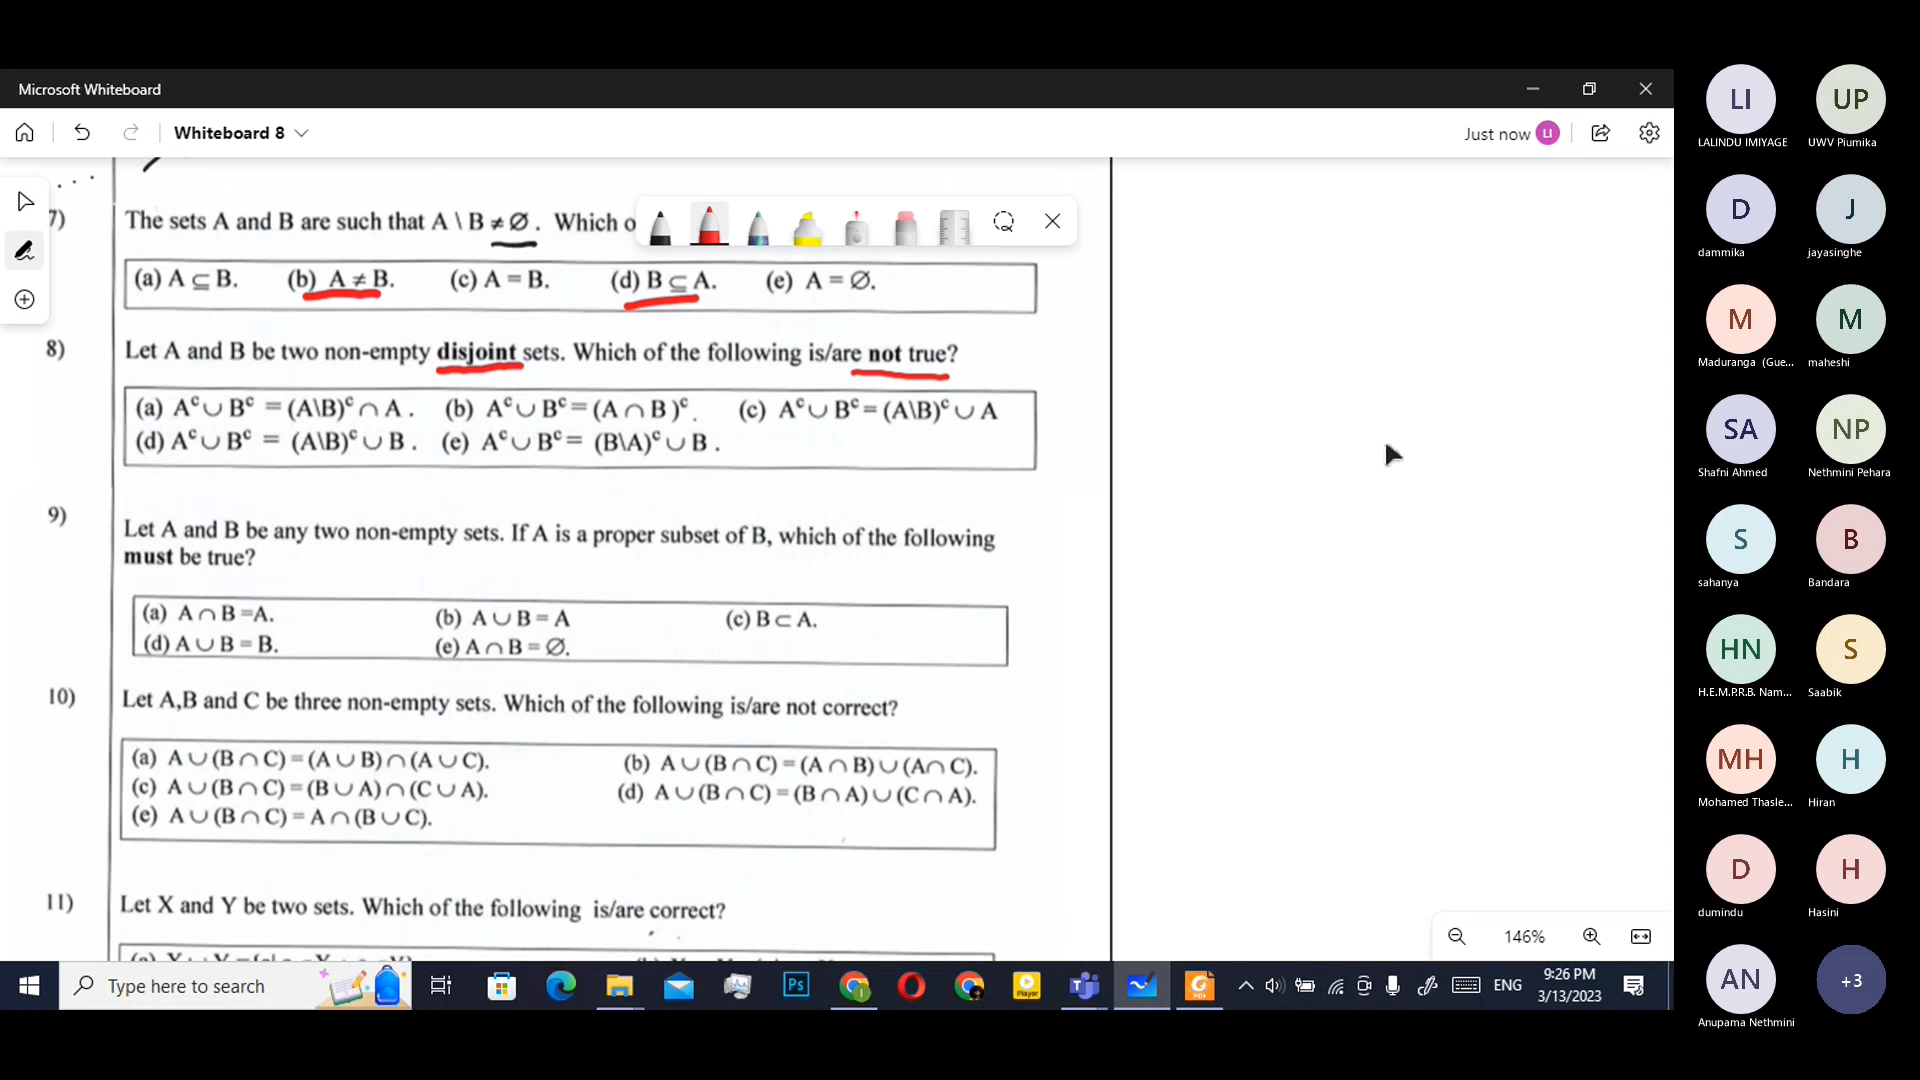 Microsoft Whiteboard
Whiteboard 8
Just now LI
7) The sets A and B are such that A \ B ≠ ∅. Which o
(a) A ⊆ B. (b) A ≠ B. (c) A = B. (d) B ⊆ A. (e) A = ∅.
8) Let A and B be two non-empty disjoint sets. Which of the following is/are not true?
(a) Aᶜ ∪ Bᶜ = (A\B)ᶜ ∩ A. (b) Aᶜ ∪ Bᶜ = (A ∩ B)ᶜ. (c) Aᶜ ∪ Bᶜ = (A\B)ᶜ ∪ A
(d) Aᶜ ∪ Bᶜ = (A\B)ᶜ ∪ B. (e) Aᶜ ∪ Bᶜ = (B\A)ᶜ ∪ B.
9) Let A and B be any two non-empty sets. If A is a proper subset of B, which of the following
must be true?
(a) A ∩ B =A. (b) A ∪ B = A (c) B ⊂ A.
(d) A ∪ B = B. (e) A ∩ B = ∅.
10) Let A,B and C be three non-empty sets. Which of the following is/are not correct?
(a) A ∪ (B ∩ C) = (A ∪ B) ∩ (A ∪ C). (b) A ∪ (B ∩ C) = (A ∩ B) ∪ (A ∩ C).
(c) A ∪ (B ∩ C) = (B ∪ A) ∩ (C ∪ A). (d) A ∪ (B ∩ C) = (B ∩ A) ∪ (C ∩ A).
(e) A ∪ (B ∩ C) = A ∩ (B ∪ C).
11) Let X and Y be two sets. Which of the following is/are correct?
146%
Type here to search
Ps
Player
ENG
9:26 PM
3/13/2023
LI UP
LALINDU IMIYAGE UWV Piumika
D J
dammika jayasinghe
M M
Maduranga (Gue... maheshi
SA NP
Shafni Ahmed Nethmini Pehara
S B
sahanya Bandara
HN S
H.E.M.P.R.B. Nam... Saabik
MH H
Mohamed Thasle... Hiran
D H
dumindu Hasini
AN +3
Anupama Nethmini